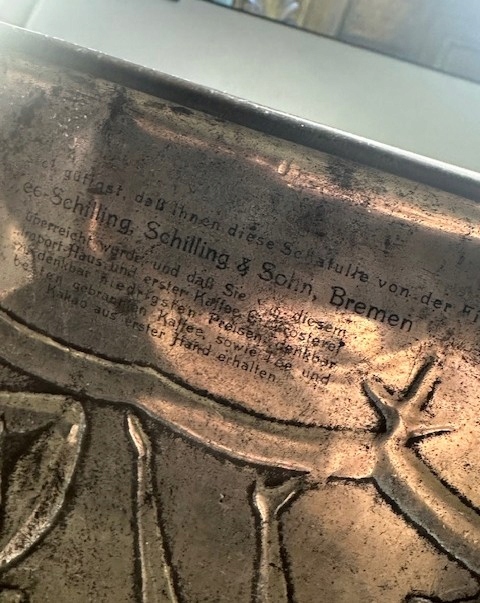 gütigst, daß Ihnen diese Schatulle von der Fi
ee-Schilling, Schilling & Sohn, Bremen
überreicht wurde und daß Sie von diesem
Import-Haus und erster Kaffee-Großrösterei
zu denkbar niedrigsten Preisen denkbar
besten gebrannten Kaffee, sowie Tee und
Kakao aus erster Hand erhalten.